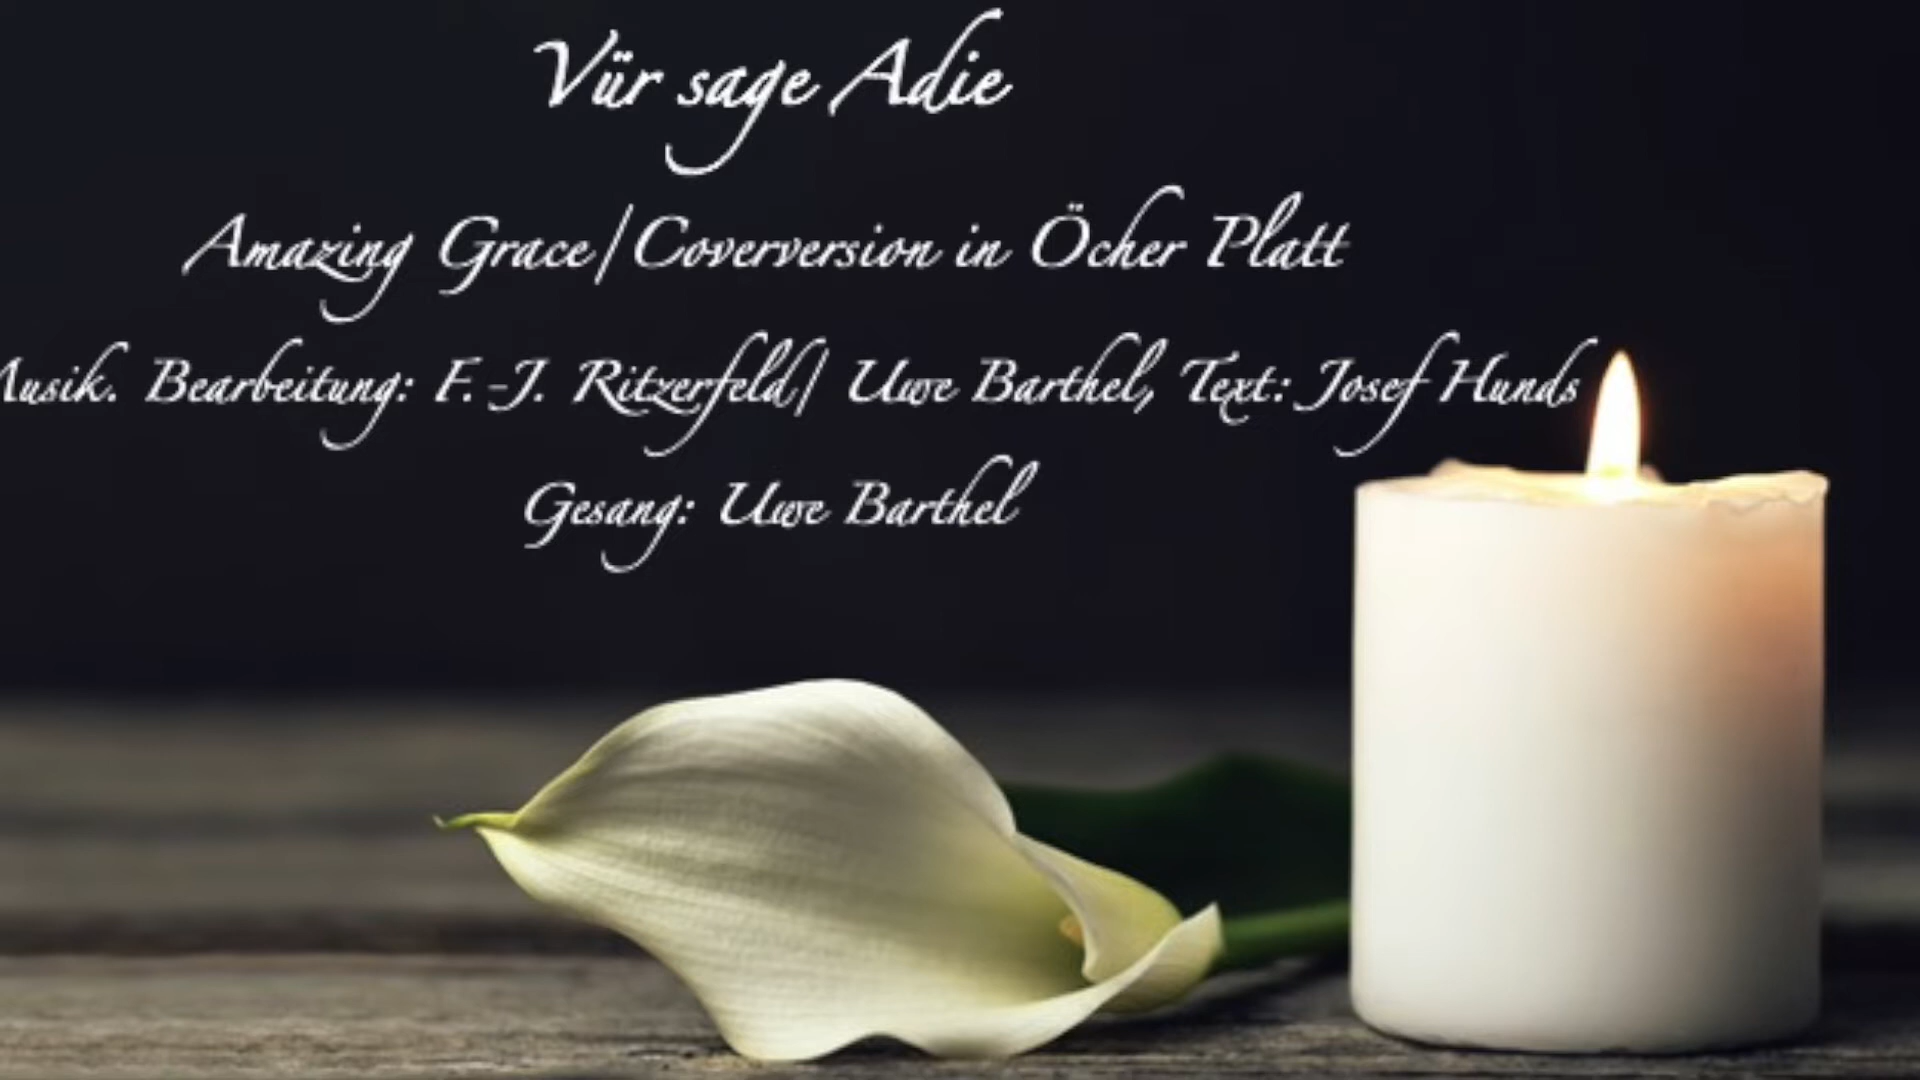 Vür sage Adie
Amazing Grace/Coverversion in Öcher Platt
Musik. Bearbeitung: F.-J. Ritzerfeld/ Uwe Barthel, Text: Josef Hunds
Gesang: Uwe Barthel